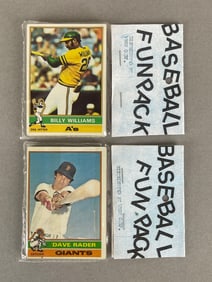 BASEBALL
FUN PACK
BILLY WILLIAMS
A's
BASEBALL
FUN PACK
DAVE RADER
GIANTS